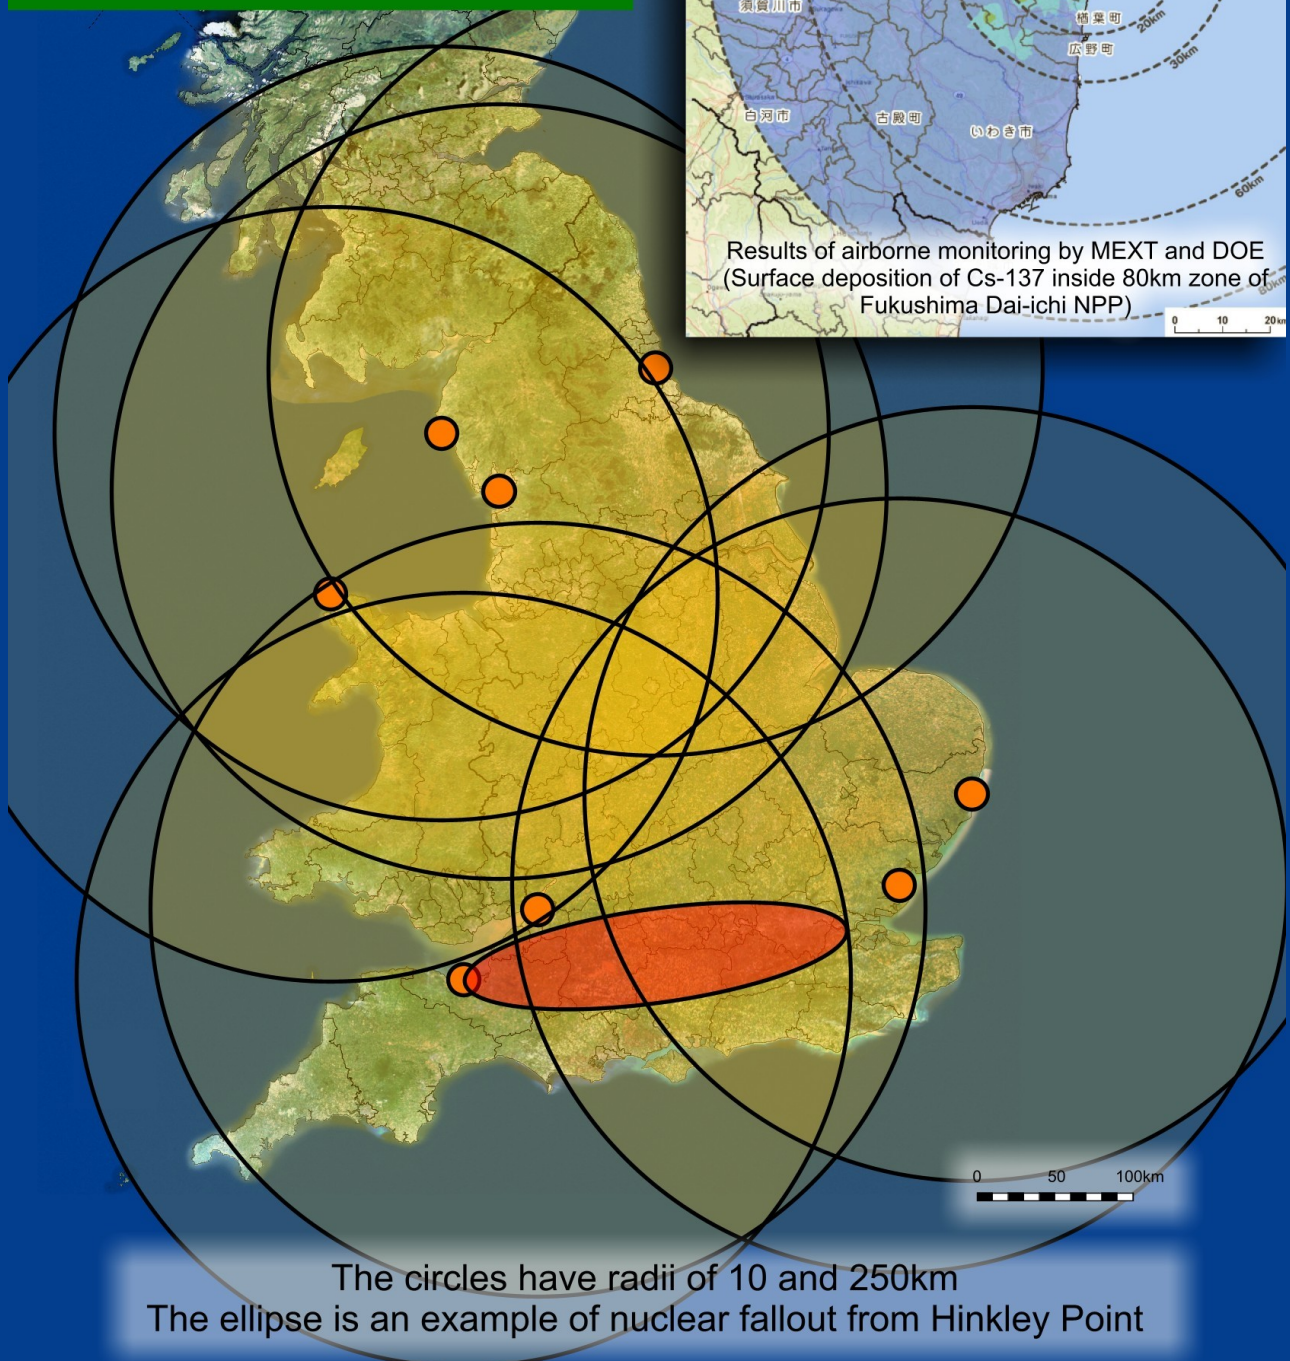 須賀川市
楢葉町
20km
広野町
30km
白河市
古殿町
いわき市
60km
Results of airborne monitoring by MEXT and DOE
(Surface deposition of Cs-137 inside 80km zone of
Fukushima Dai-ichi NPP)
80km
0 10 20km
0 50 100km
The circles have radii of 10 and 250km
The ellipse is an example of nuclear fallout from Hinkley Point